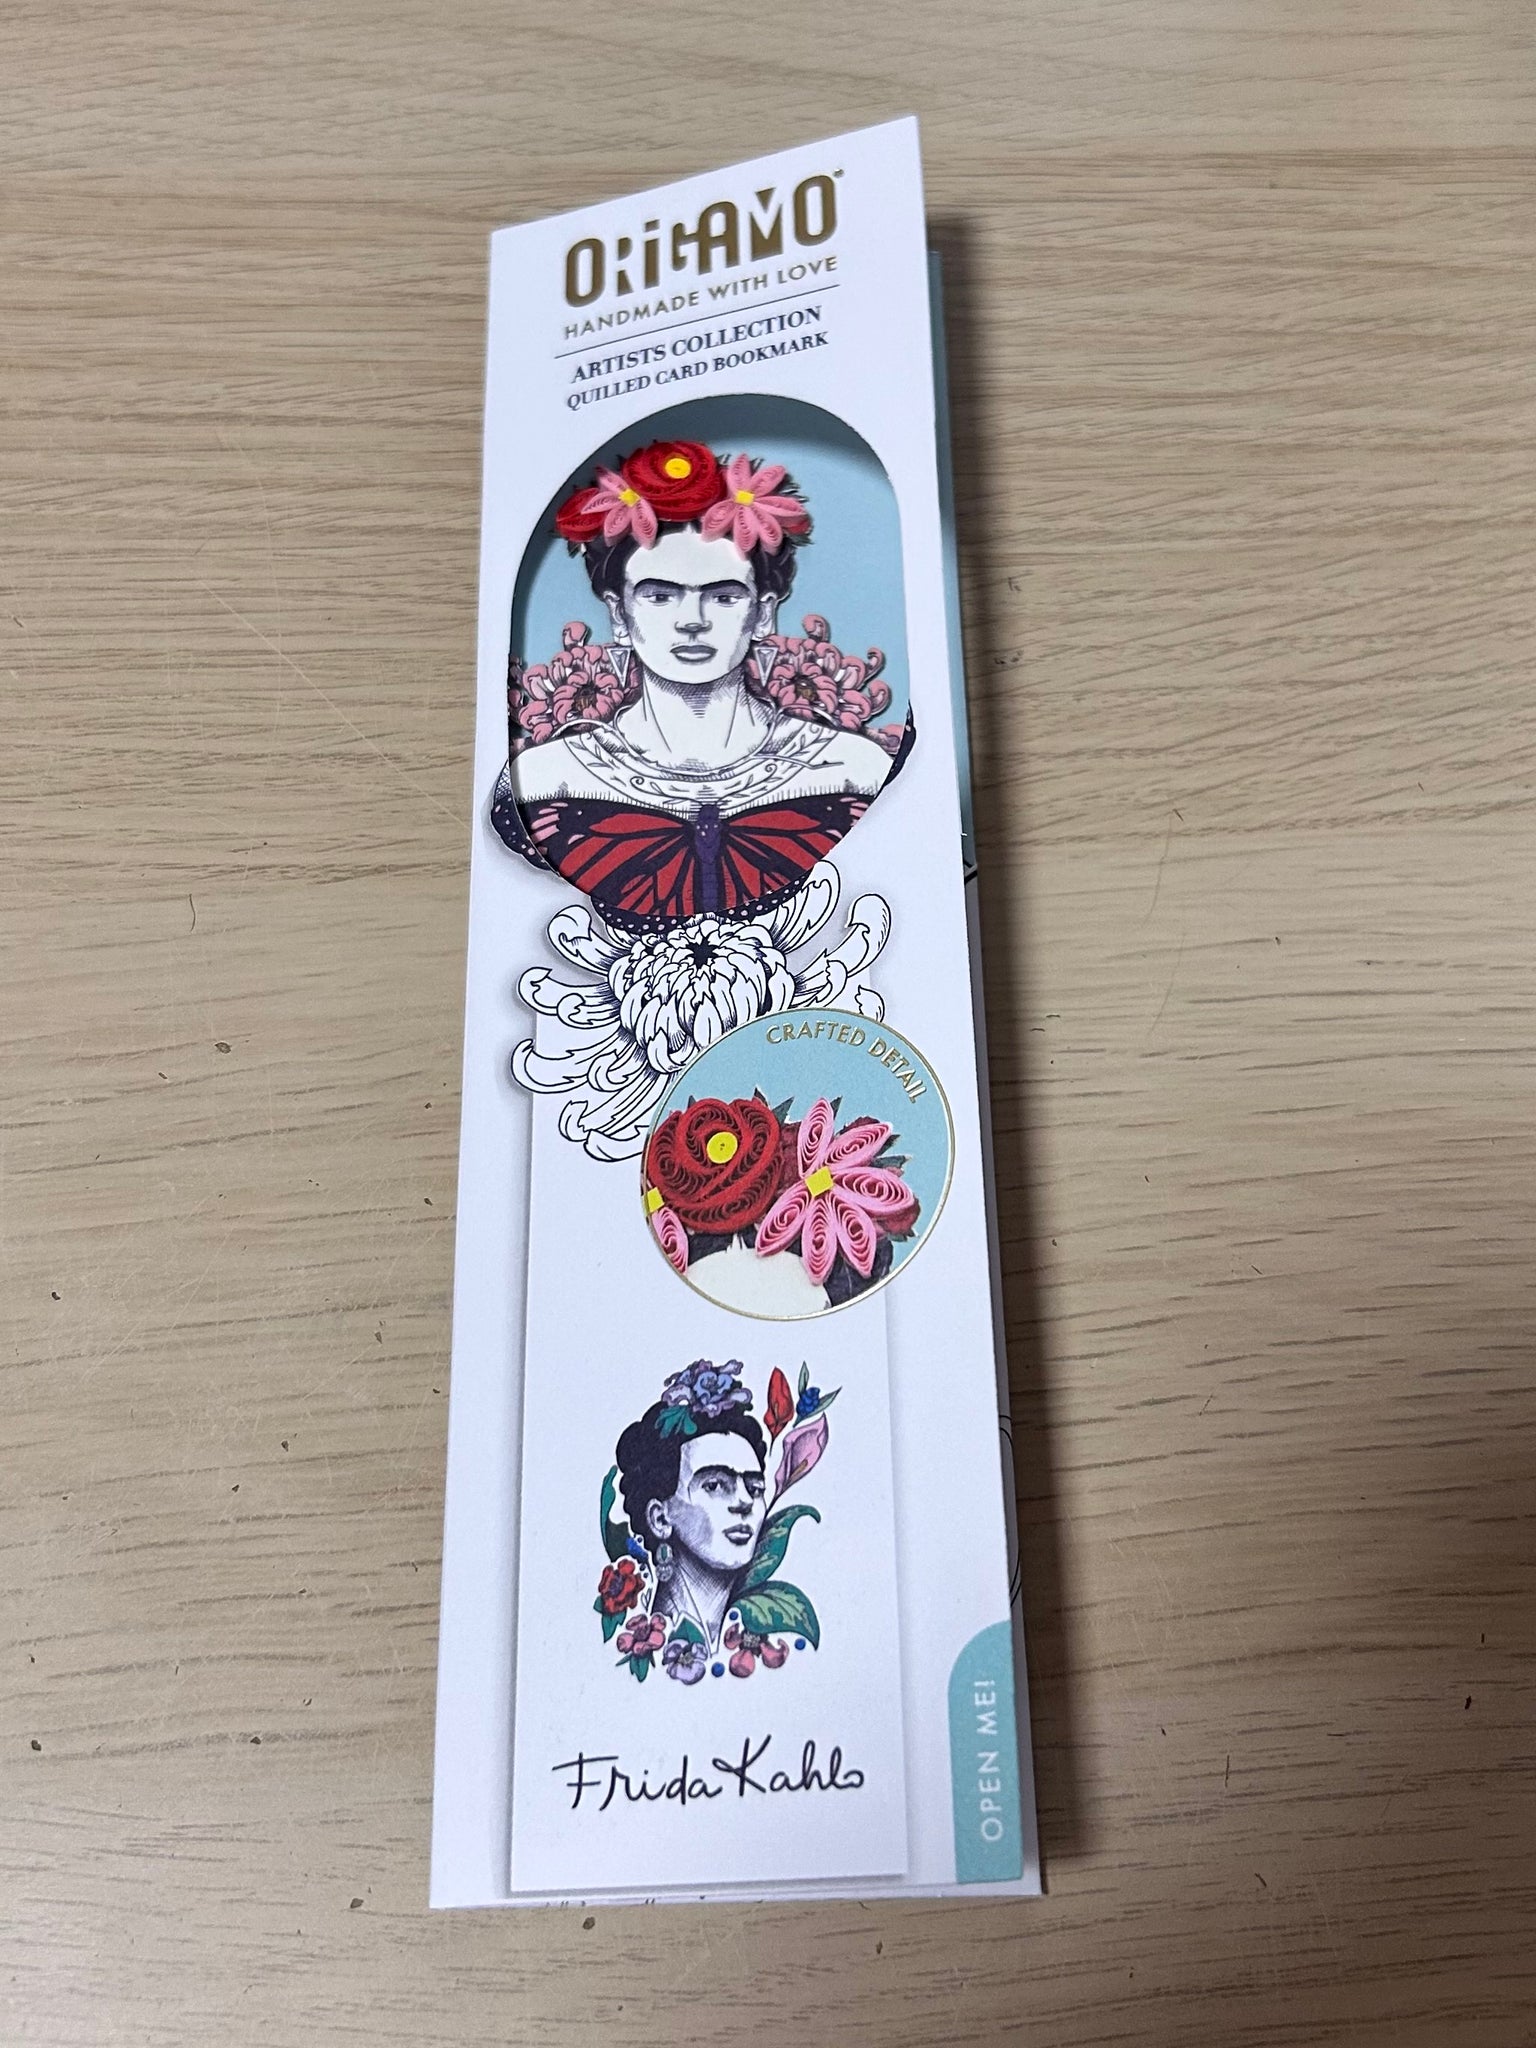 ORiGAMO
HANDMADE WITH LOVE
ARTISTS COLLECTION
QUILLED CARD BOOKMARK
CRAFTED DETAIL
Frida Kahlo
OPEN ME!